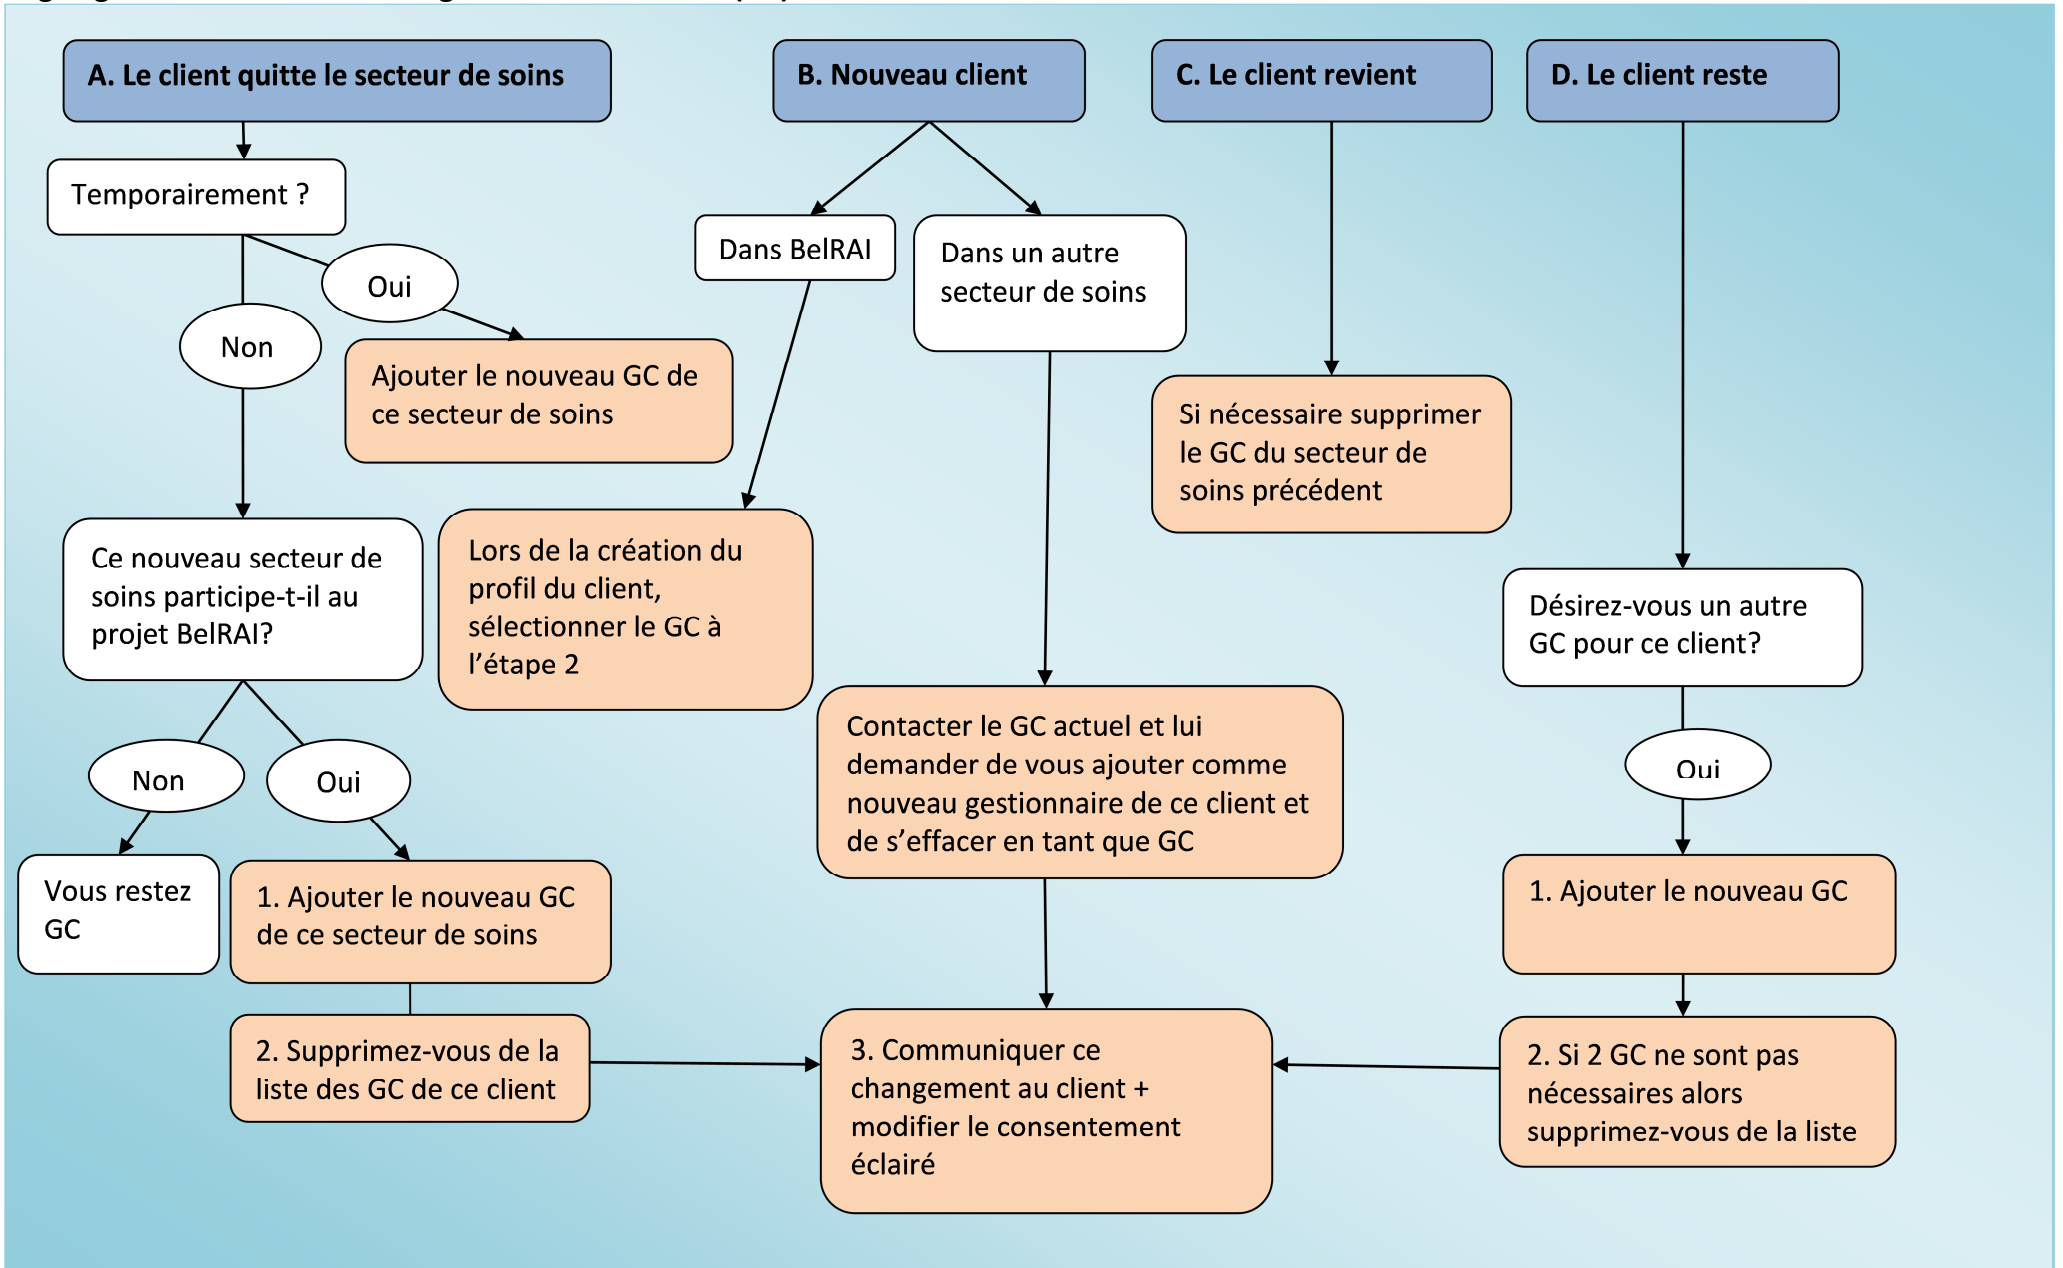 A. Le client quitte le secteur de soins
B. Nouveau client
C. Le client revient
D. Le client reste
Temporairement ?
Oui
Non
Ajouter le nouveau GC de
ce secteur de soins
Dans BelRAI
Dans un autre
secteur de soins
Si nécessaire supprimer
le GC du secteur de
soins précédent
Ce nouveau secteur de
soins participe-t-il au
projet BelRAI?
Lors de la création du
profil du client,
sélectionner le GC à
l'étape 2
Désirez-vous un autre
GC pour ce client?
Non
Oui
Contacter le GC actuel et lui
demander de vous ajouter comme
nouveau gestionnaire de ce client et
de s'effacer en tant que GC
Oui
Vous restez
GC
1. Ajouter le nouveau GC
de ce secteur de soins
1. Ajouter le nouveau GC
2. Supprimez-vous de la
liste des GC de ce client
3. Communiquer ce
changement au client +
modifier le consentement
éclairé
2. Si 2 GC ne sont pas
nécessaires alors
supprimez-vous de la liste